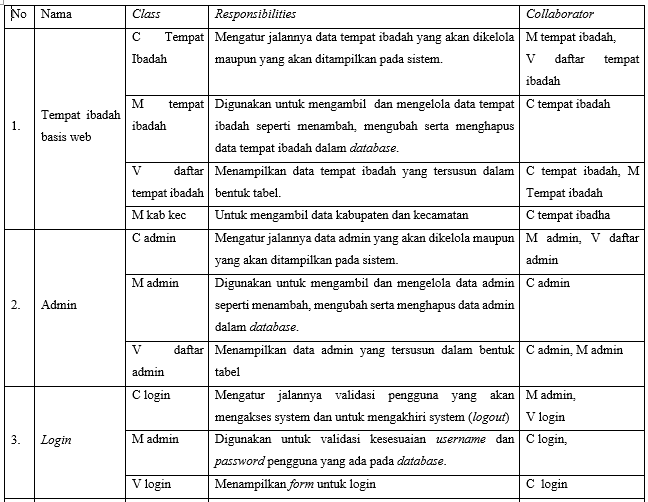 No Nama Class Responsibilities Collaborator
1. Tempat ibadah basis web
C Tempat Ibadah
Mengatur jalannya data tempat ibadah yang akan dikelola
maupun yang akan ditampilkan pada sistem.
M tempat ibadah,
V daftar tempat
ibadah
M tempat
ibadah
Digunakan untuk mengambil dan mengelola data tempat
ibadah seperti menambah, mengubah serta menghapus
data tempat ibadah dalam database.
C tempat ibadah
V daftar
tempat ibadah
Menampilkan data tempat ibadah yang tersusun dalam
bentuk tabel.
C tempat ibadah, M
Tempat ibadah
M kab kec
Untuk mengambil data kabupaten dan kecamatan
C tempat ibadha
2. Admin
C admin
Mengatur jalannya data admin yang akan dikelola maupun
yang akan ditampilkan pada sistem.
M admin, V daftar
admin
M admin
Digunakan untuk mengambil dan mengelola data admin
seperti menambah, mengubah serta menghapus data admin
dalam database.
C admin
V daftar
admin
Menampilkan data admin yang tersusun dalam bentuk
tabel
C admin, M admin
3. Login
C login
Mengatur jalannya validasi pengguna yang akan
mengakses system dan untuk mengakhiri system (logout)
M admin,
V login
M admin
Digunakan untuk validasi kesesuaian username dan
password pengguna yang ada pada database.
C login,
V login
Menampilkan form untuk login
C login